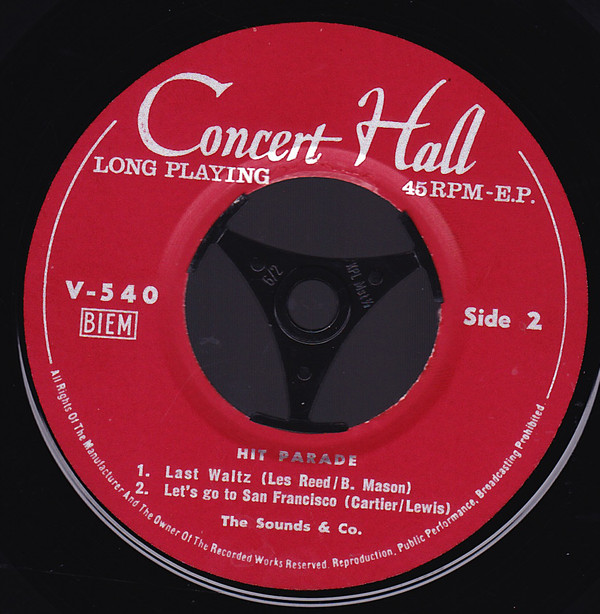 Concert Hall
LONG PLAYING
45 RPM-E.P.
V-540
BIEM
Side 2
HIT PARADE
1. Last Waltz (Les Reed/B. Mason)
2. Let's go to San Francisco (Cartier/Lewis)
The Sounds & Co.
All Rights Of The Manufacturer And The Owner Of The Recorded Works Reserved. Reproduction, Public Performance, Broadcasting Prohibited.
6/2